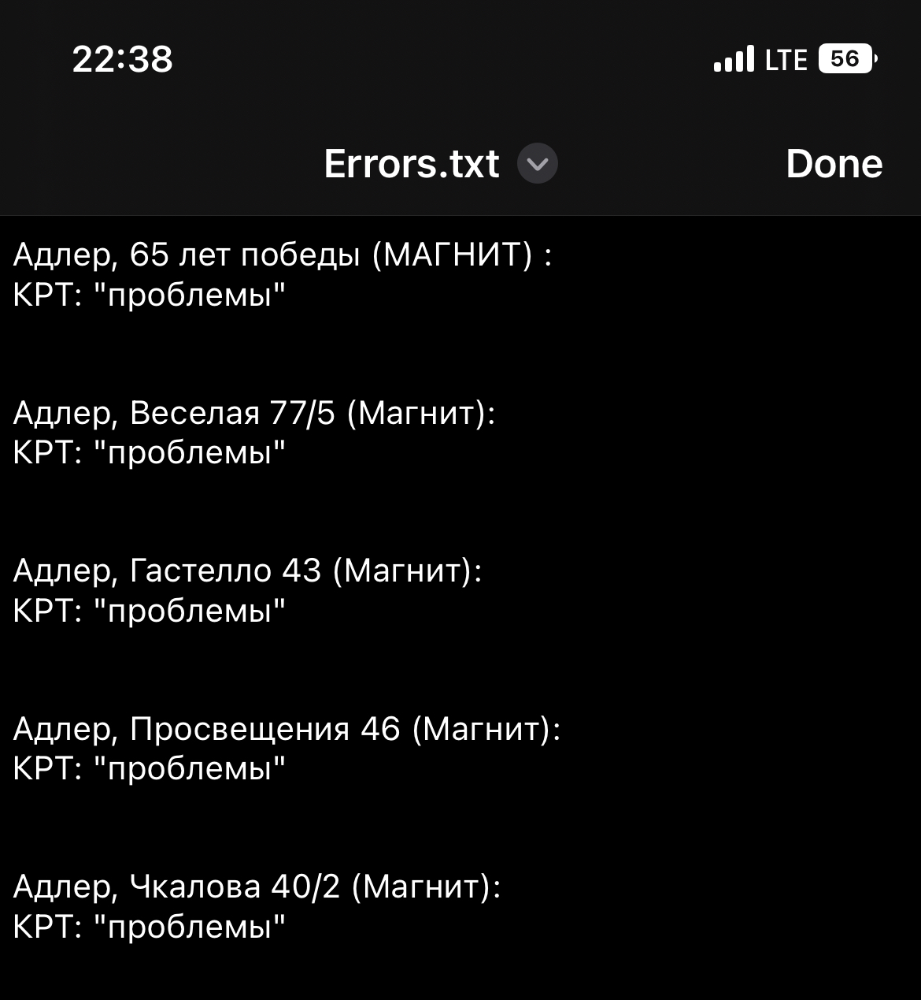 22:38
LTE 56
Errors.txt
Done
Адлер, 65 лет победы (МАГНИТ) :
КРТ: "проблемы"
Адлер, Веселая 77/5 (Магнит):
КРТ: "проблемы"
Адлер, Гастелло 43 (Магнит):
КРТ: "проблемы"
Адлер, Просвещения 46 (Магнит):
КРТ: "проблемы"
Адлер, Чкалова 40/2 (Магнит):
КРТ: "проблемы"